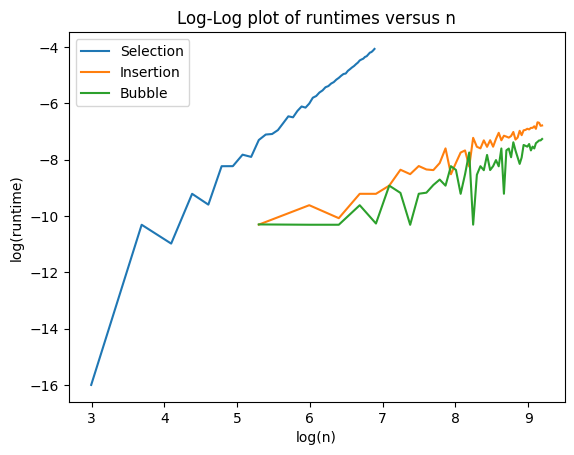 Log-Log plot of runtimes versus n
Selection
Insertion
Bubble
log(runtime)
−4
−6
−8
−10
−12
−14
−16
3 4 5 6 7 8 9
log(n)